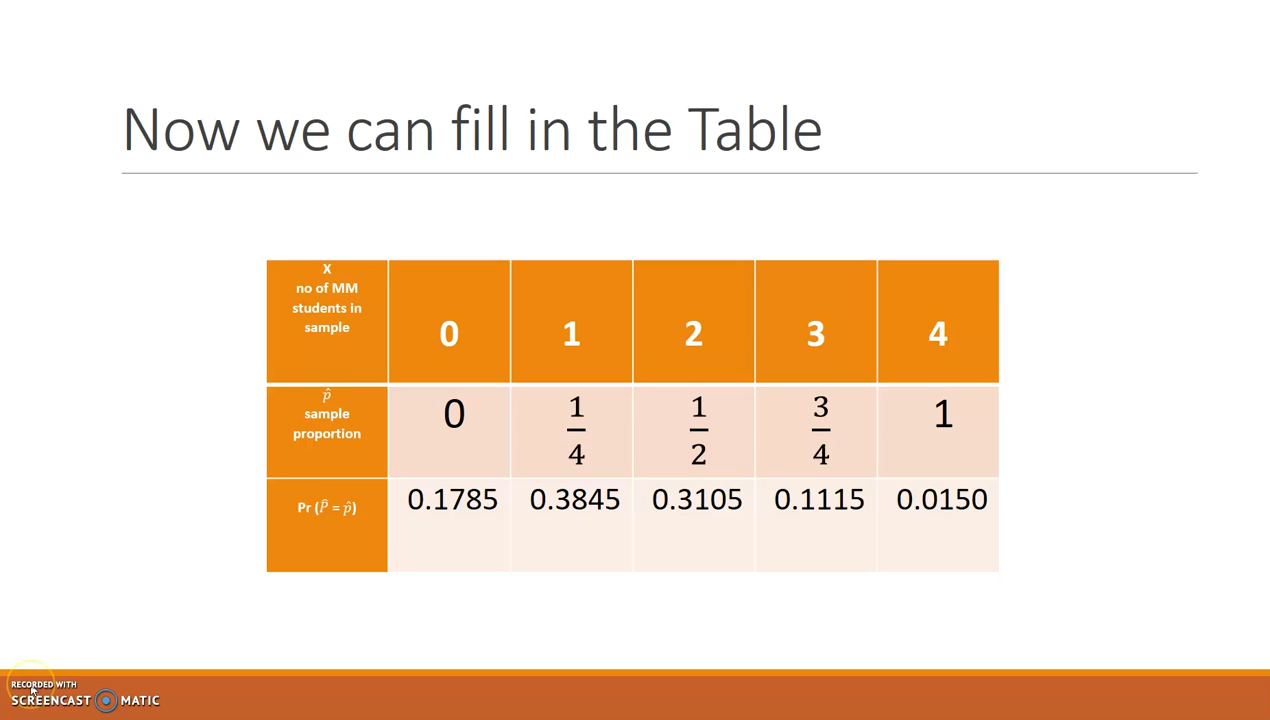 Now we can fill in the Table
X
no of MM
students in
sample
0 1 2 3 4
p̂
sample
proportion
0 1/4 1/2 3/4 1
Pr (P̂ = p̂)
0.1785 0.3845 0.3105 0.1115 0.0150
RECORDED WITH
SCREENCAST MATIC